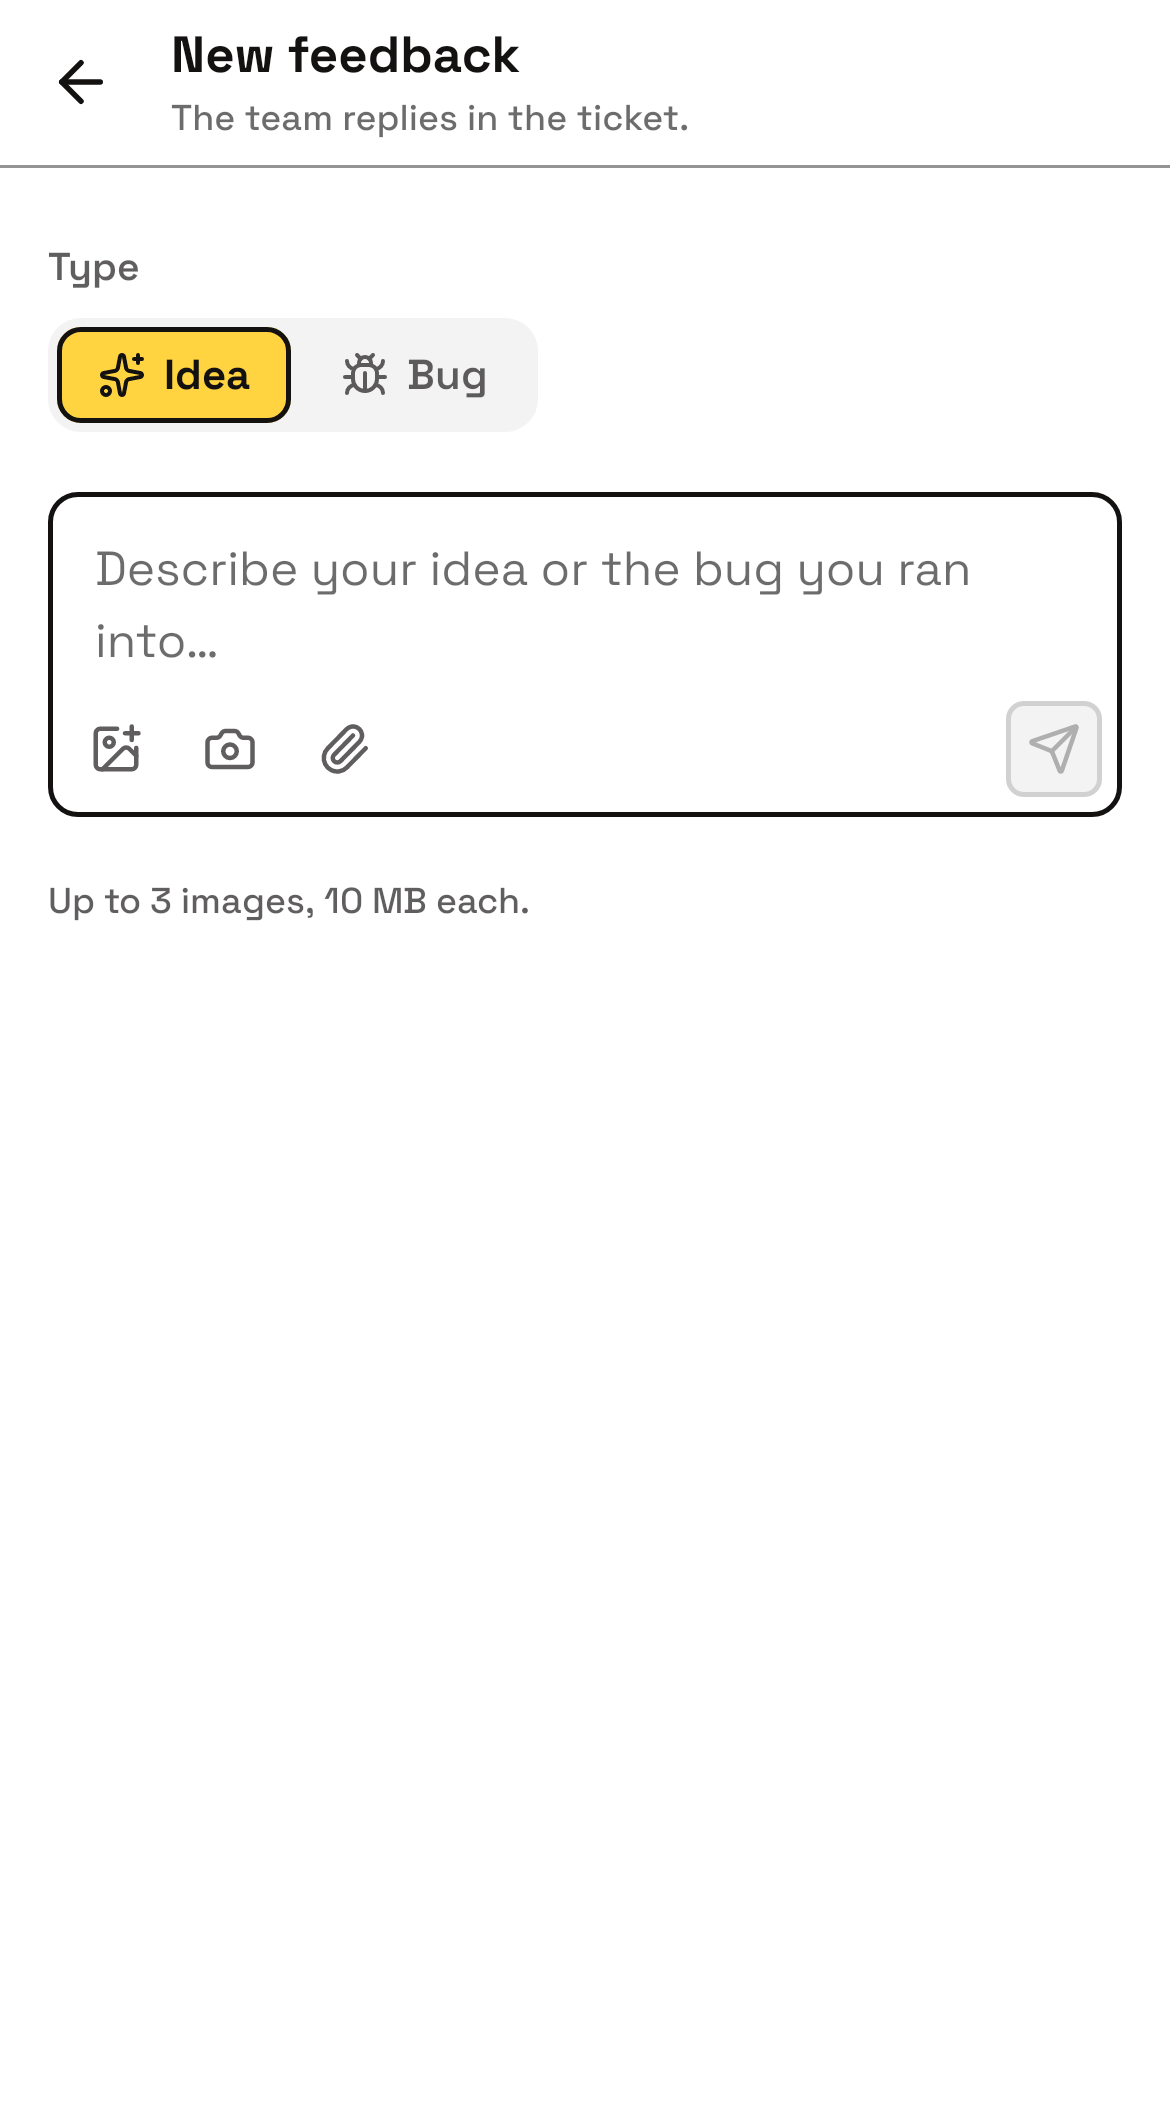 New feedback
The team replies in the ticket.
Type
Idea
Bug
Describe your idea or the bug you ran
into…
Up to 3 images, 10 MB each.